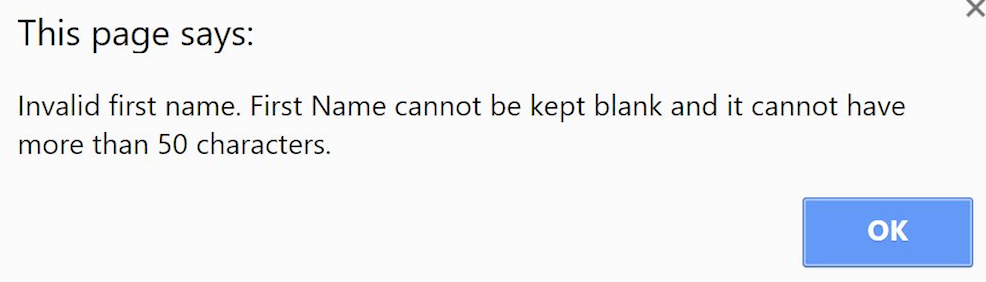 This page says:
Invalid first name. First Name cannot be kept blank and it cannot have
more than 50 characters.
OK